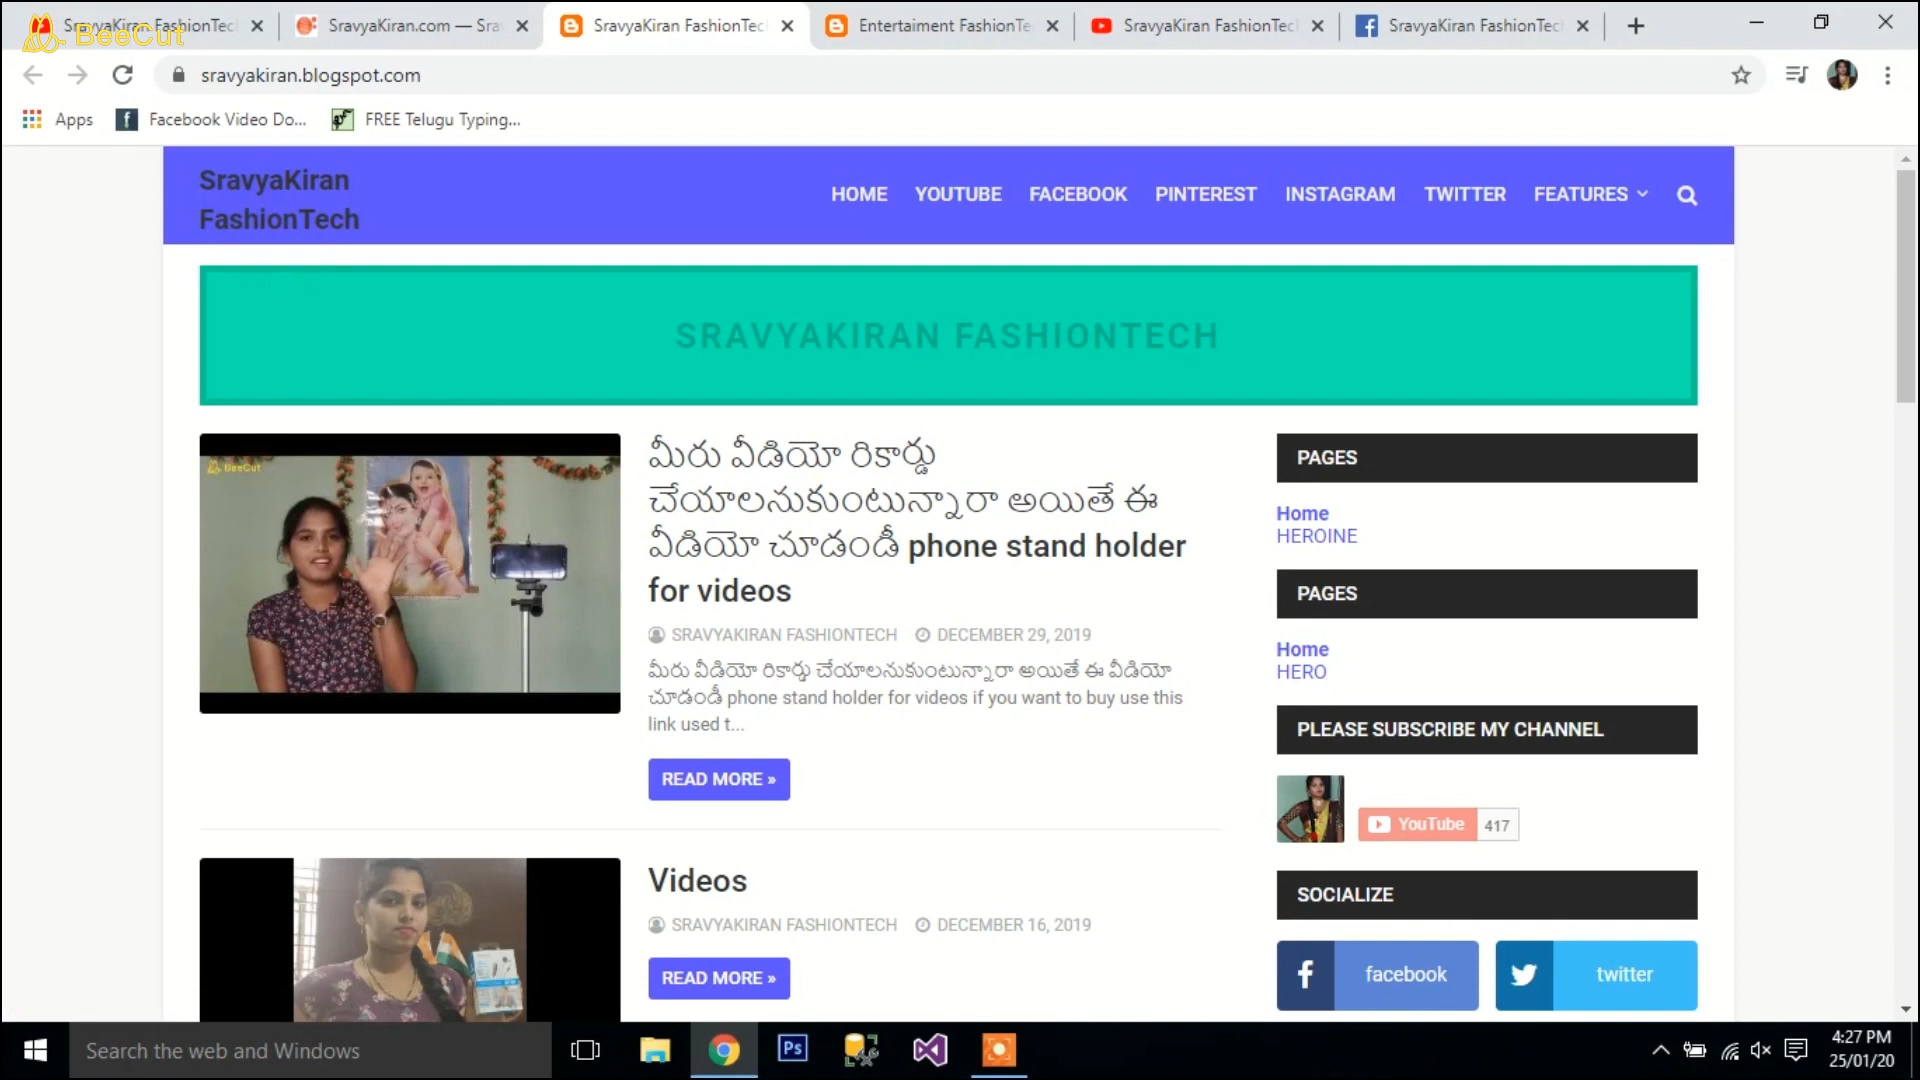 SravyaKiran FashionTec
SravyaKiran.com — Sra
SravyaKiran FashionTec
Entertaiment FashionTe
SravyaKiran FashionTec
SravyaKiran FashionTec
BeeCut
sravyakiran.blogspot.com
Apps
Facebook Video Do...
FREE Telugu Typing...
SravyaKiran
FashionTech
HOME YOUTUBE FACEBOOK PINTEREST INSTAGRAM TWITTER FEATURES
SRAVYAKIRAN FASHIONTECH
BeeCut
మీరు వీడియో రికార్డు
చేయాలనుకుంటున్నారా అయితే ఈ
వీడియో చూడండీ phone stand holder
for videos
SRAVYAKIRAN FASHIONTECH DECEMBER 29, 2019
మీరు వీడియో రికార్డు చేయాలనుకుంటున్నారా అయితే ఈ వీడియో
చూడండీ phone stand holder for videos if you want to buy use this
link used t...
READ MORE »
Videos
SRAVYAKIRAN FASHIONTECH DECEMBER 16, 2019
READ MORE »
PAGES
Home
HEROINE
PAGES
Home
HERO
PLEASE SUBSCRIBE MY CHANNEL
YouTube 417
SOCIALIZE
facebook
twitter
Search the web and Windows
Ps
4:27 PM
25/01/20